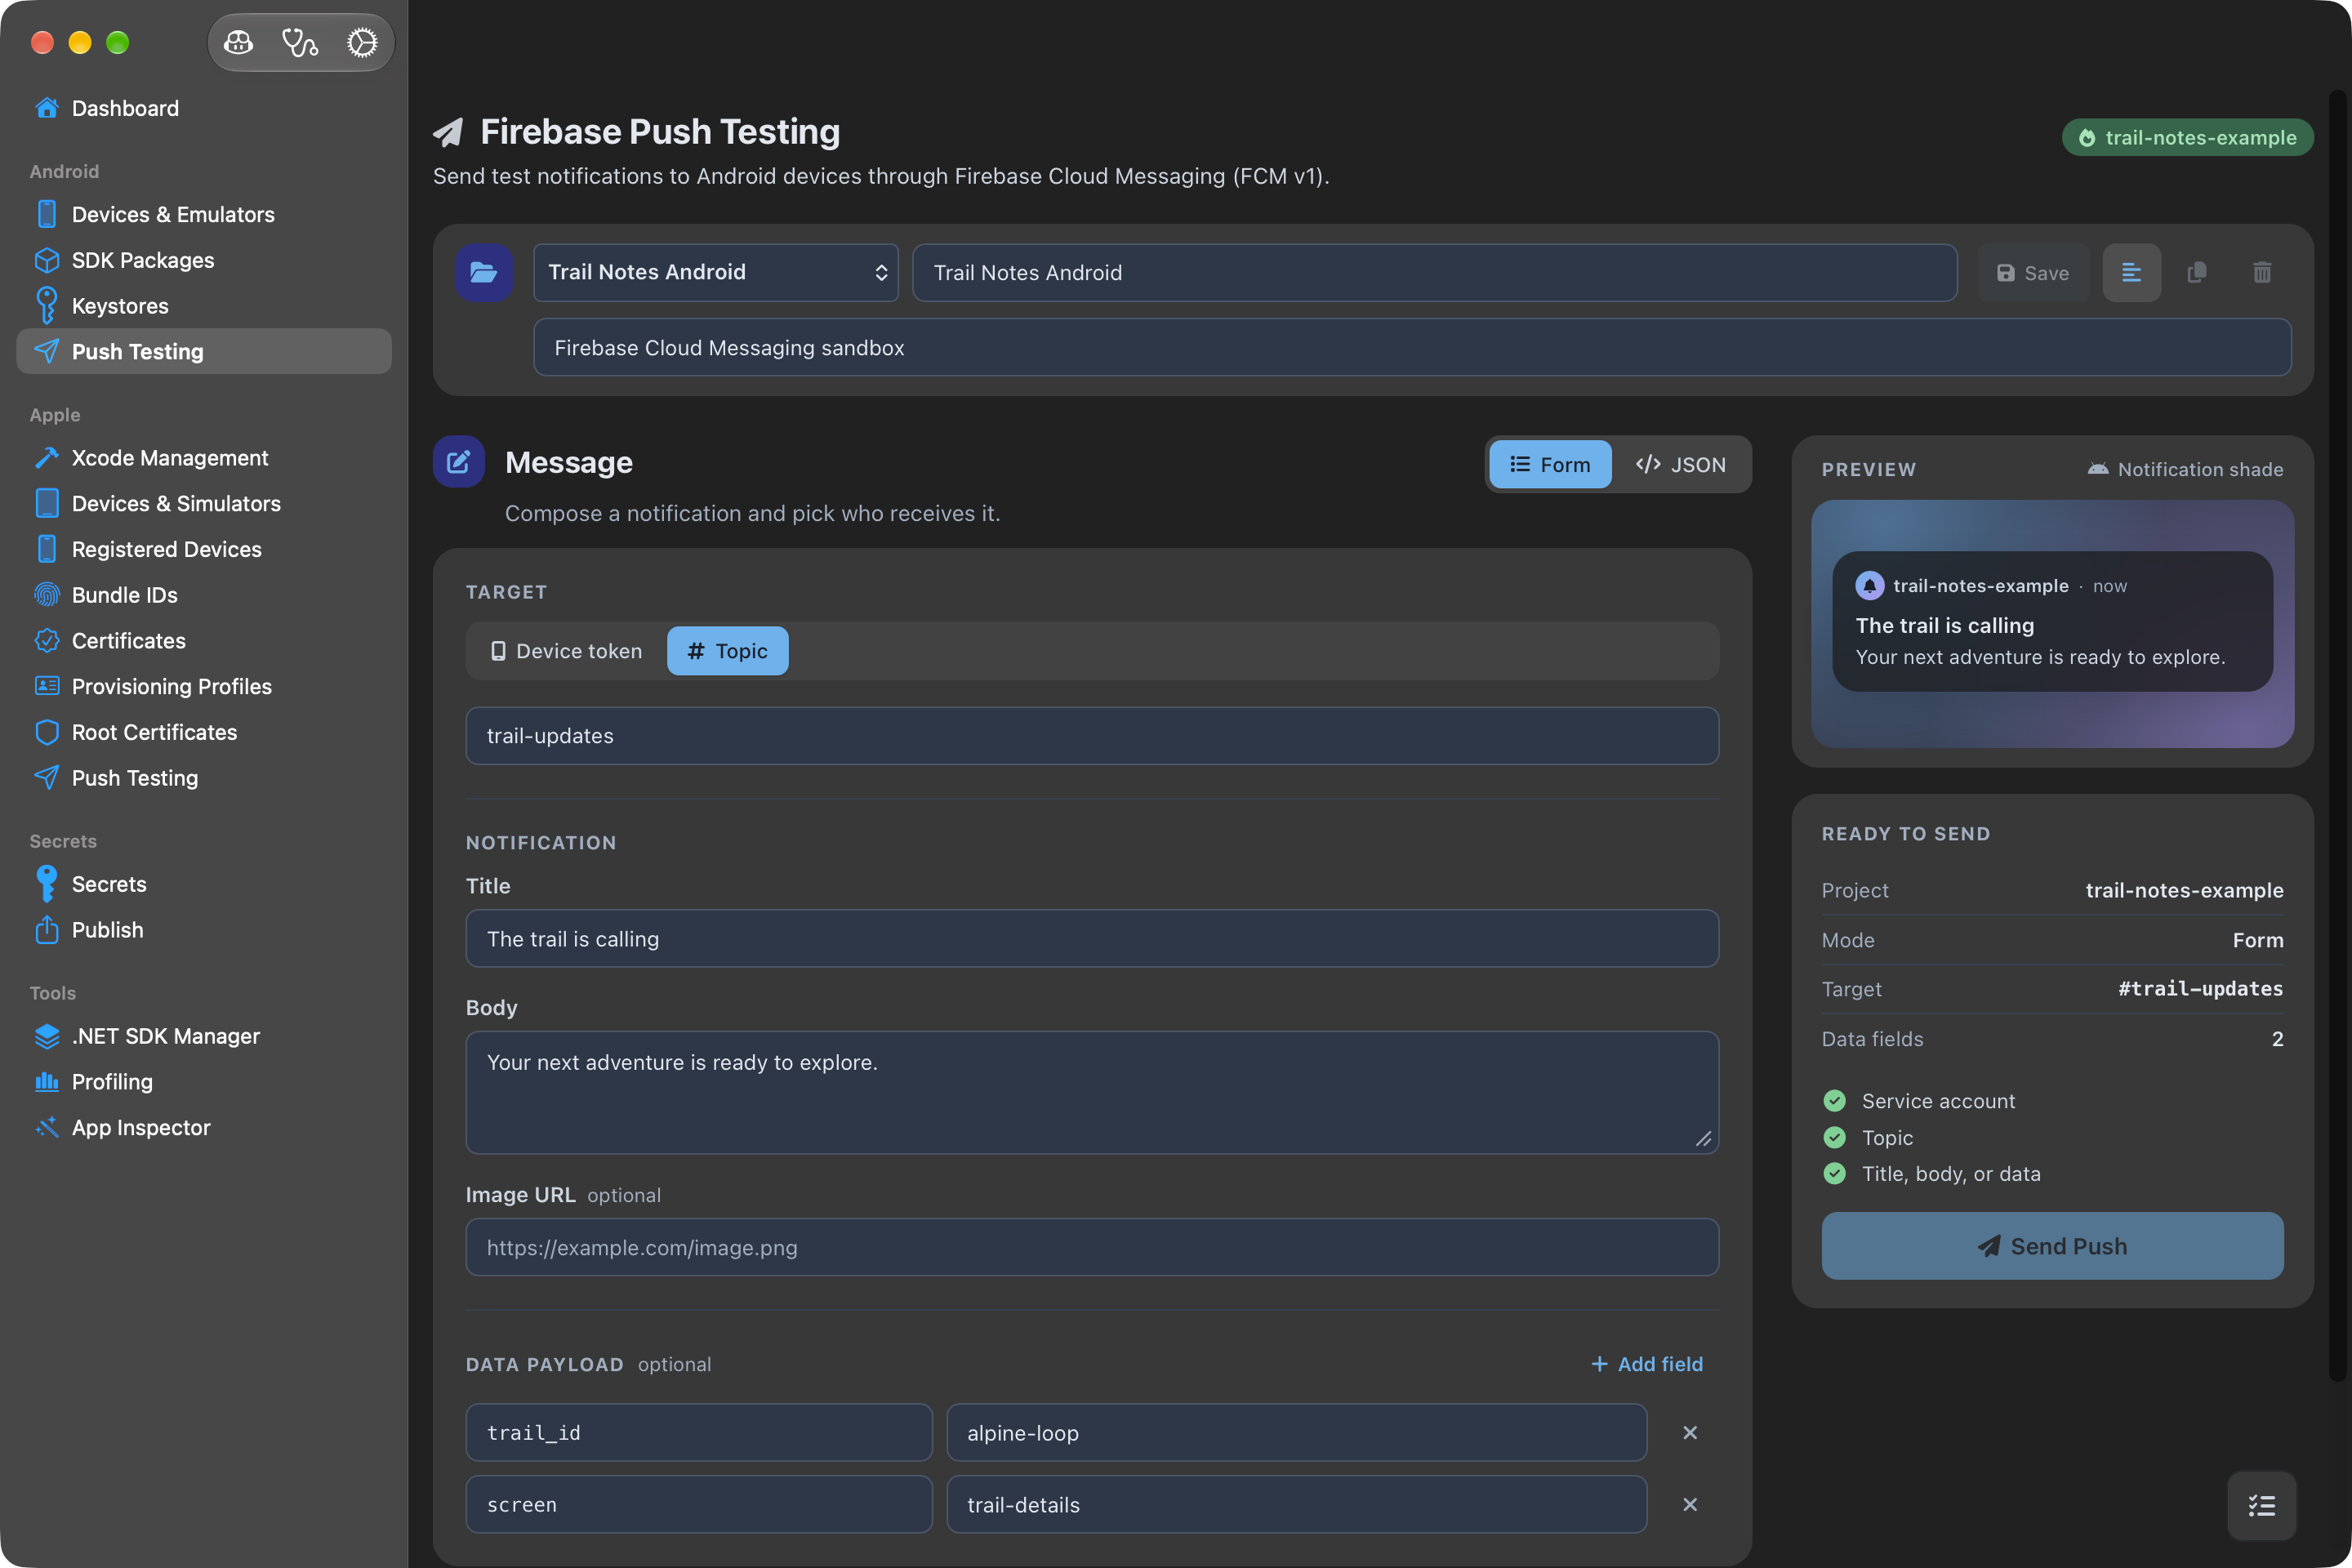 Dashboard
Android
Devices & Emulators
SDK Packages
Keystores
Push Testing
Apple
Xcode Management
Devices & Simulators
Registered Devices
Bundle IDs
Certificates
Provisioning Profiles
Root Certificates
Push Testing
Secrets
Secrets
Publish
Tools
.NET SDK Manager
Profiling
App Inspector
Firebase Push Testing
trail-notes-example
Send test notifications to Android devices through Firebase Cloud Messaging (FCM v1).
Trail Notes Android
Trail Notes Android
Save
Firebase Cloud Messaging sandbox
Message
Form
</> JSON
Compose a notification and pick who receives it.
TARGET
Device token
# Topic
trail-updates
NOTIFICATION
Title
The trail is calling
Body
Your next adventure is ready to explore.
Image URL optional
https://example.com/image.png
DATA PAYLOAD optional
+ Add field
trail_id
alpine-loop
screen
trail-details
PREVIEW
Notification shade
trail-notes-example · now
The trail is calling
Your next adventure is ready to explore.
READY TO SEND
Project trail-notes-example
Mode Form
Target #trail-updates
Data fields 2
Service account
Topic
Title, body, or data
Send Push